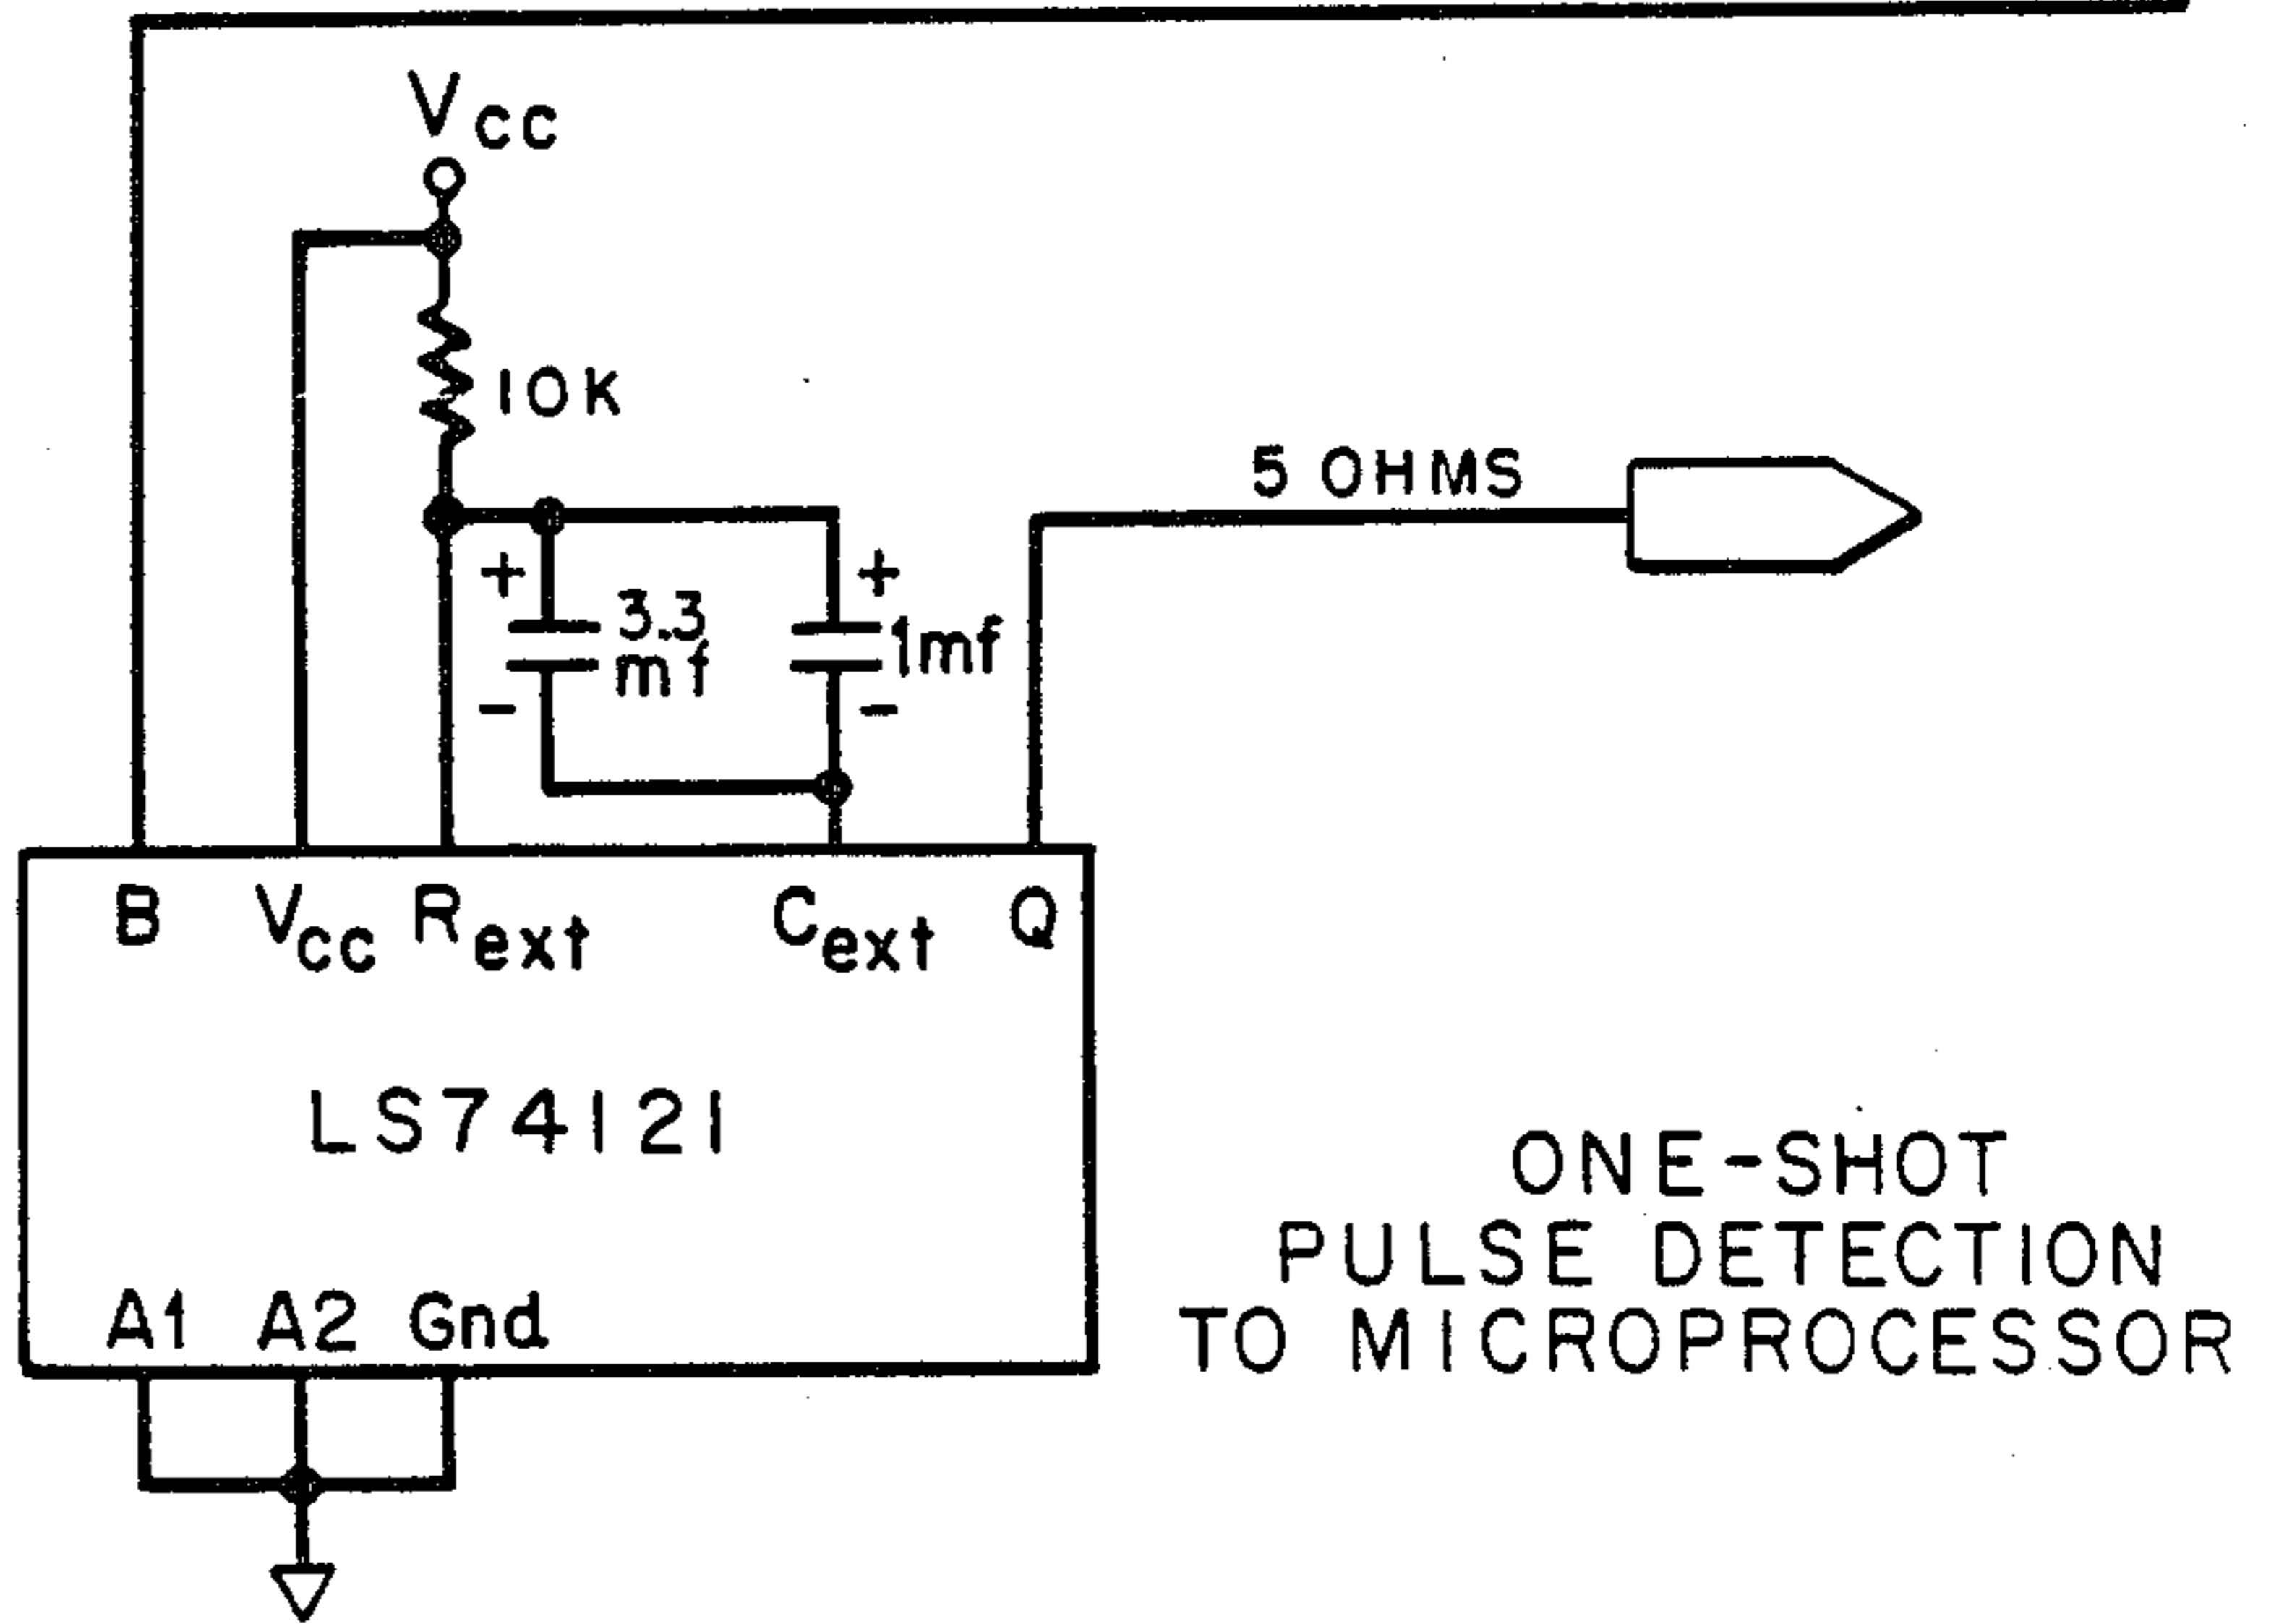 Vcc
10K
5 OHMS
+
+
3.3
mf
1mf
-
-
B Vcc Rext Cext Q
LS74121
ONE-SHOT
PULSE DETECTION
TO MICROPROCESSOR
A1 A2 Gnd